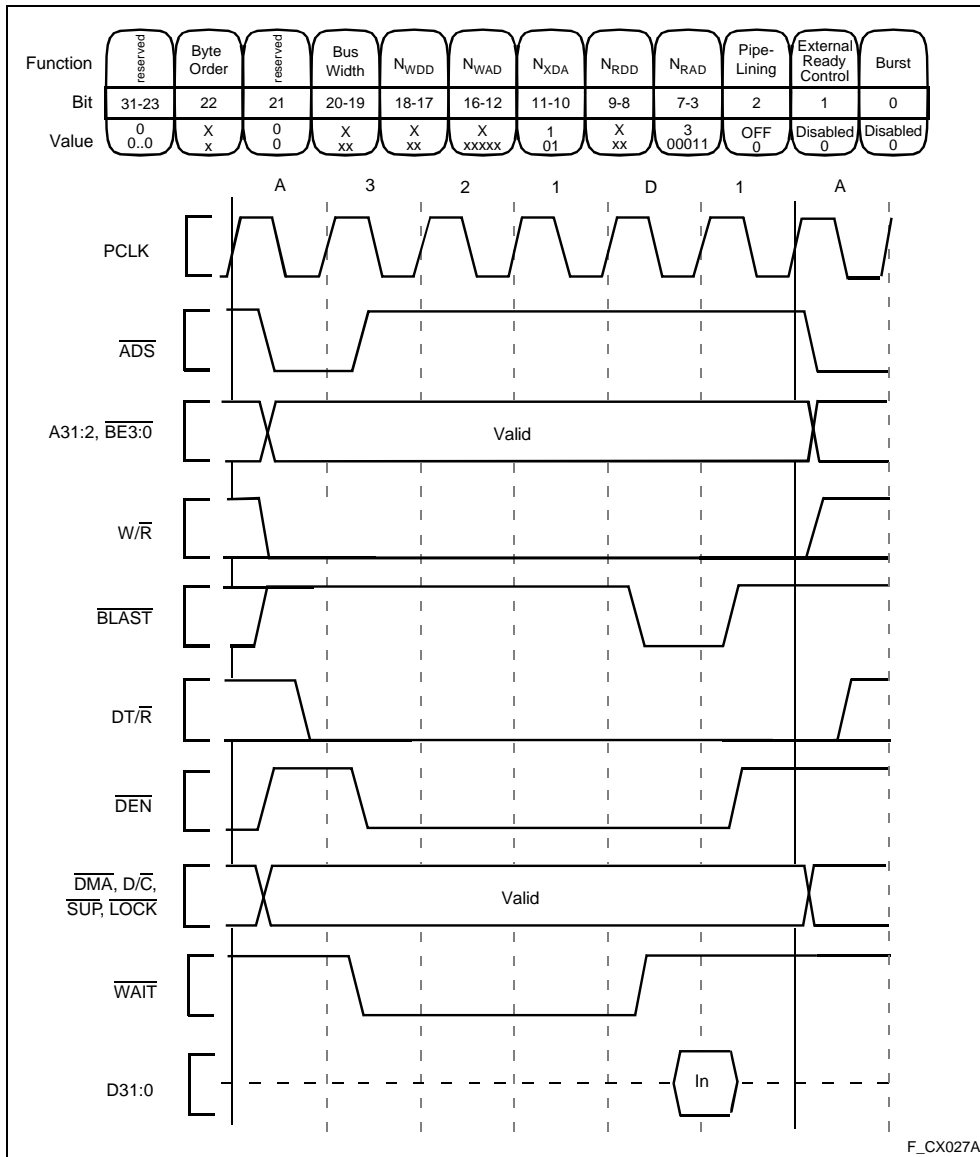 Function reserved Byte Order reserved Bus Width NWDD NWAD NXDA NRDD NRAD Pipe-Lining External Ready Control Burst
Bit 31-23 22 21 20-19 18-17 16-12 11-10 9-8 7-3 2 1 0
Value 0 X 0 X X X 1 X 3 OFF Disabled Disabled
0..0 x 0 xx xx xxxxx 01 xx 00011 0 0 0
A 3 2 1 D 1 A
PCLK
ADS
A31:2, BE3:0 Valid
W/R
BLAST
DT/R
DEN
DMA, D/C,
SUP, LOCK Valid
WAIT
D31:0 In
F_CX027A